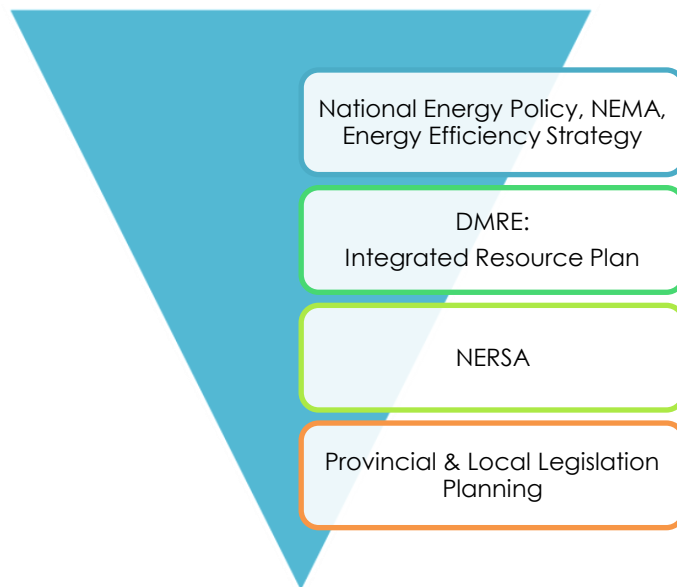 National Energy Policy, NEMA,
Energy Efficiency Strategy
DMRE:
Integrated Resource Plan
NERSA
Provincial & Local Legislation
Planning